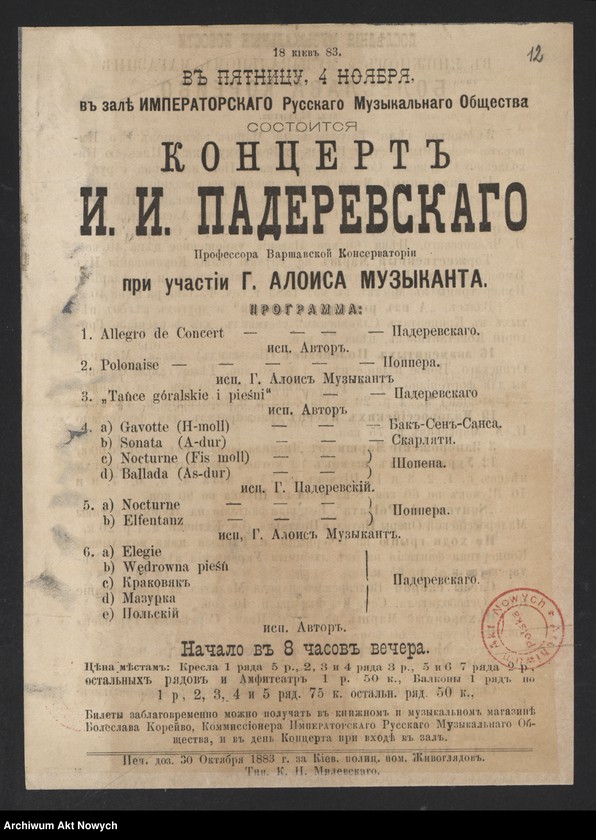 18 кіевъ 83.
12
ВЪ ПЯТНИЦУ, 4 НОЯБРЯ,
въ залѣ ИМПЕРАТОРСКАГО Русскаго Музыкальнаго Общества
СОСТОИТСЯ
КОНЦЕРТЪ
И. И. ПАДЕРЕВСКАГО
Профессора Варшавской Консерваторіи
при участіи Г. АЛОИСА МУЗЫКАНТА.
ПРОГРАММА:
1. Allegro de Concert — — — — Падеревскаго.
исп. Авторъ.
2. Polonaise — — — — — Поппера.
исп. Г. Алоисъ Музыкантъ
3. „Tańce góralskie i pieśni" — — Падеревскаго
исп. Авторъ
4. a) Gavotte (H-moll) — — — Бакъ-Сенъ-Санса.
b) Sonata (A-dur) — — — Скарляти.
c) Nocturne (Fis moll) — — )
d) Ballada (As-dur) — — ) Шопена.
исп. Г. Падеревскій.
5. a) Nocturne — — — )
b) Elfentanz — — — ) Поппера.
исп, Г. Алоисъ Музыкантъ.
6. a) Elegie
b) Wędrowna pieśń
c) Краковякъ Падеревскаго.
d) Мазурка
e) Польскій
исп. Авторъ.
Начало въ 8 часовъ вечера.
Цѣна мѣстамъ: Кресла 1 ряда 5 р., 2, 3 и 4 ряда 3 р., 5 и 6 7 ряда 2 р.,
остальныхъ рядовъ и Амфитеатръ 1 р. 50 к., Балконы 1 рядъ по
1 р, 2, 3, 4 и 5 ряд. 75 к. остальн. ряд. 50 к.,
Билеты заблаговременно можно получать въ книжномъ и музыкальномъ магазинѣ
Болеслава Корейво, Коммиссіонера Императорскаго Русскаго Музыкальнаго Об-
щества, и въ день Концерта при входѣ въ залъ.
Печ. доз. 30 Октября 1883 г. за Кіев. полиц. пом. Живоглядовъ.
Тип. К. Н. Милевскаго.
Archiwum Akt Nowych